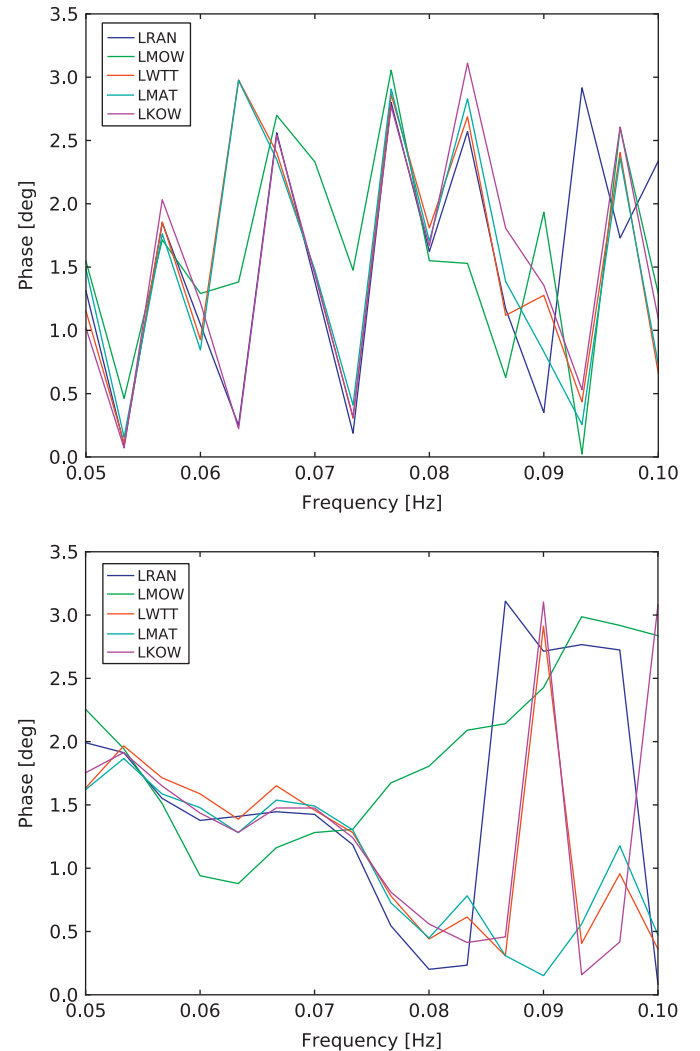 3.5
3.0
2.5
2.0
1.5
1.0
0.5
0.0
Phase [deg]
LRAN
LMOW
LWTT
LMAT
LKOW
0.05
0.06
0.07
0.08
0.09
0.10
Frequency [Hz]
3.5
3.0
2.5
2.0
1.5
1.0
0.5
0.0
Phase [deg]
LRAN
LMOW
LWTT
LMAT
LKOW
0.05
0.06
0.07
0.08
0.09
0.10
Frequency [Hz]